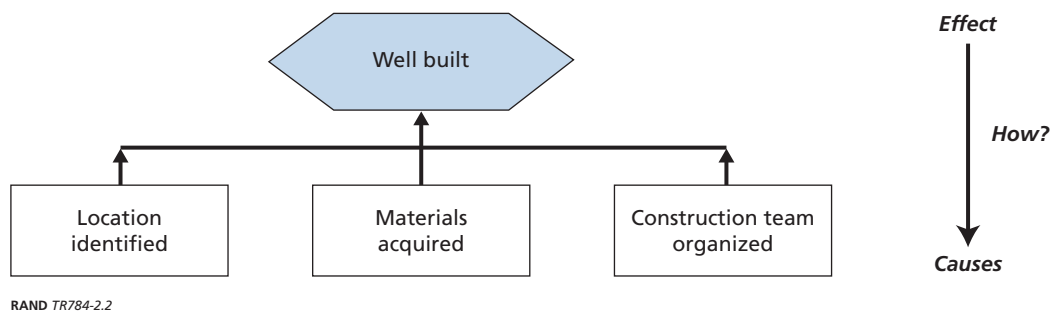 Well built
Effect
How?
Location
identified
Materials
acquired
Construction team
organized
Causes
RAND TR784-2.2